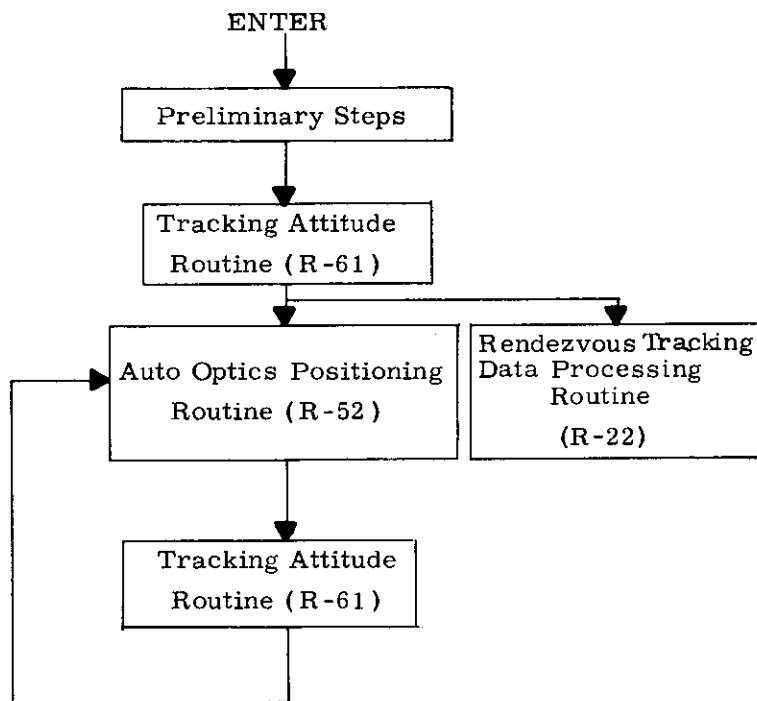 ENTER
Preliminary Steps
Tracking Attitude
Routine (R-61)
Auto Optics Positioning
Routine (R-52)
Rendezvous Tracking
Data Processing
Routine
(R-22)
Tracking Attitude
Routine (R-61)